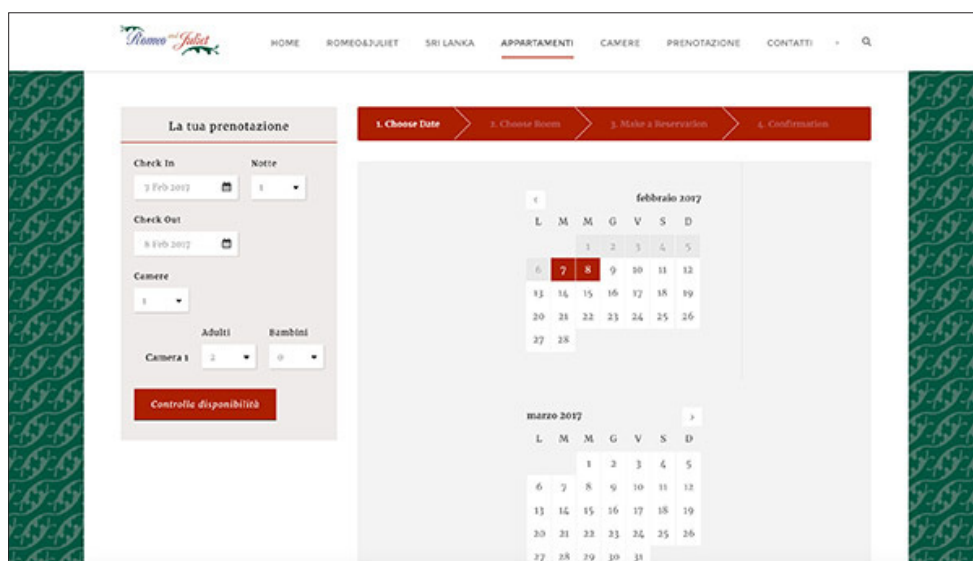 Romeo and Juliet
HOME ROMEO&JULIET SRI LANKA APPARTAMENTI CAMERE PRENOTAZIONE CONTATTI
La tua prenotazione
Check In Notte
7 Feb 2017 1
Check Out
8 Feb 2017
Camere
1
Adulti Bambini
Camera 1 2 0
Controlla disponibilità
1. Choose Date 2. Choose Room 3. Make a Reservation 4. Confirmation
febbraio 2017
L M M G V S D
1 2 3 4 5
6 7 8 9 10 11 12
13 14 15 16 17 18 19
20 21 22 23 24 25 26
27 28
marzo 2017
L M M G V S D
1 2 3 4 5
6 7 8 9 10 11 12
13 14 15 16 17 18 19
20 21 22 23 24 25 26
27 28 29 30 31